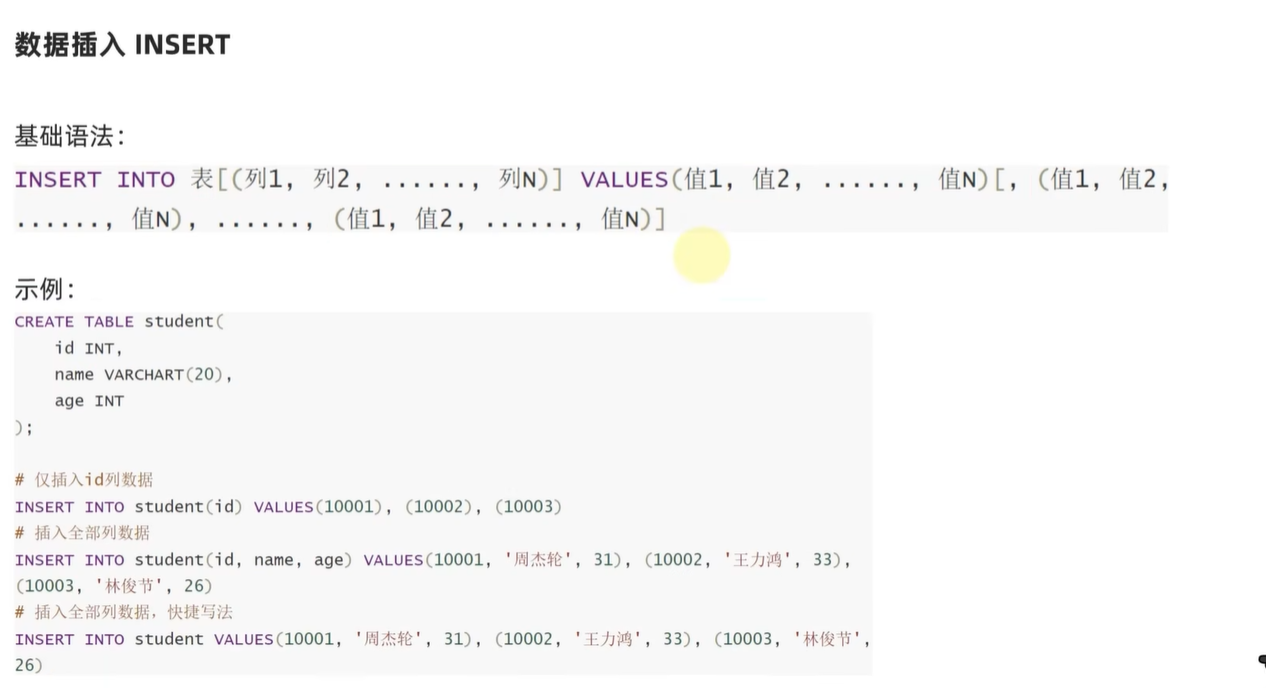 数据插入 INSERT
基础语法：
INSERT INTO 表[(列1, 列2, ......, 列N)] VALUES(值1, 值2, ......, 值N)[, (值1, 值2,
......, 值N), ......, (值1, 值2, ......, 值N)]
示例：
CREATE TABLE student(
    id INT,
    name VARCHART(20),
    age INT
);
# 仅插入id列数据
INSERT INTO student(id) VALUES(10001), (10002), (10003)
# 插入全部列数据
INSERT INTO student(id, name, age) VALUES(10001, '周杰轮', 31), (10002, '王力鸿', 33),
(10003, '林俊节', 26)
# 插入全部列数据，快捷写法
INSERT INTO student VALUES(10001, '周杰轮', 31), (10002, '王力鸿', 33), (10003, '林俊节',
26)